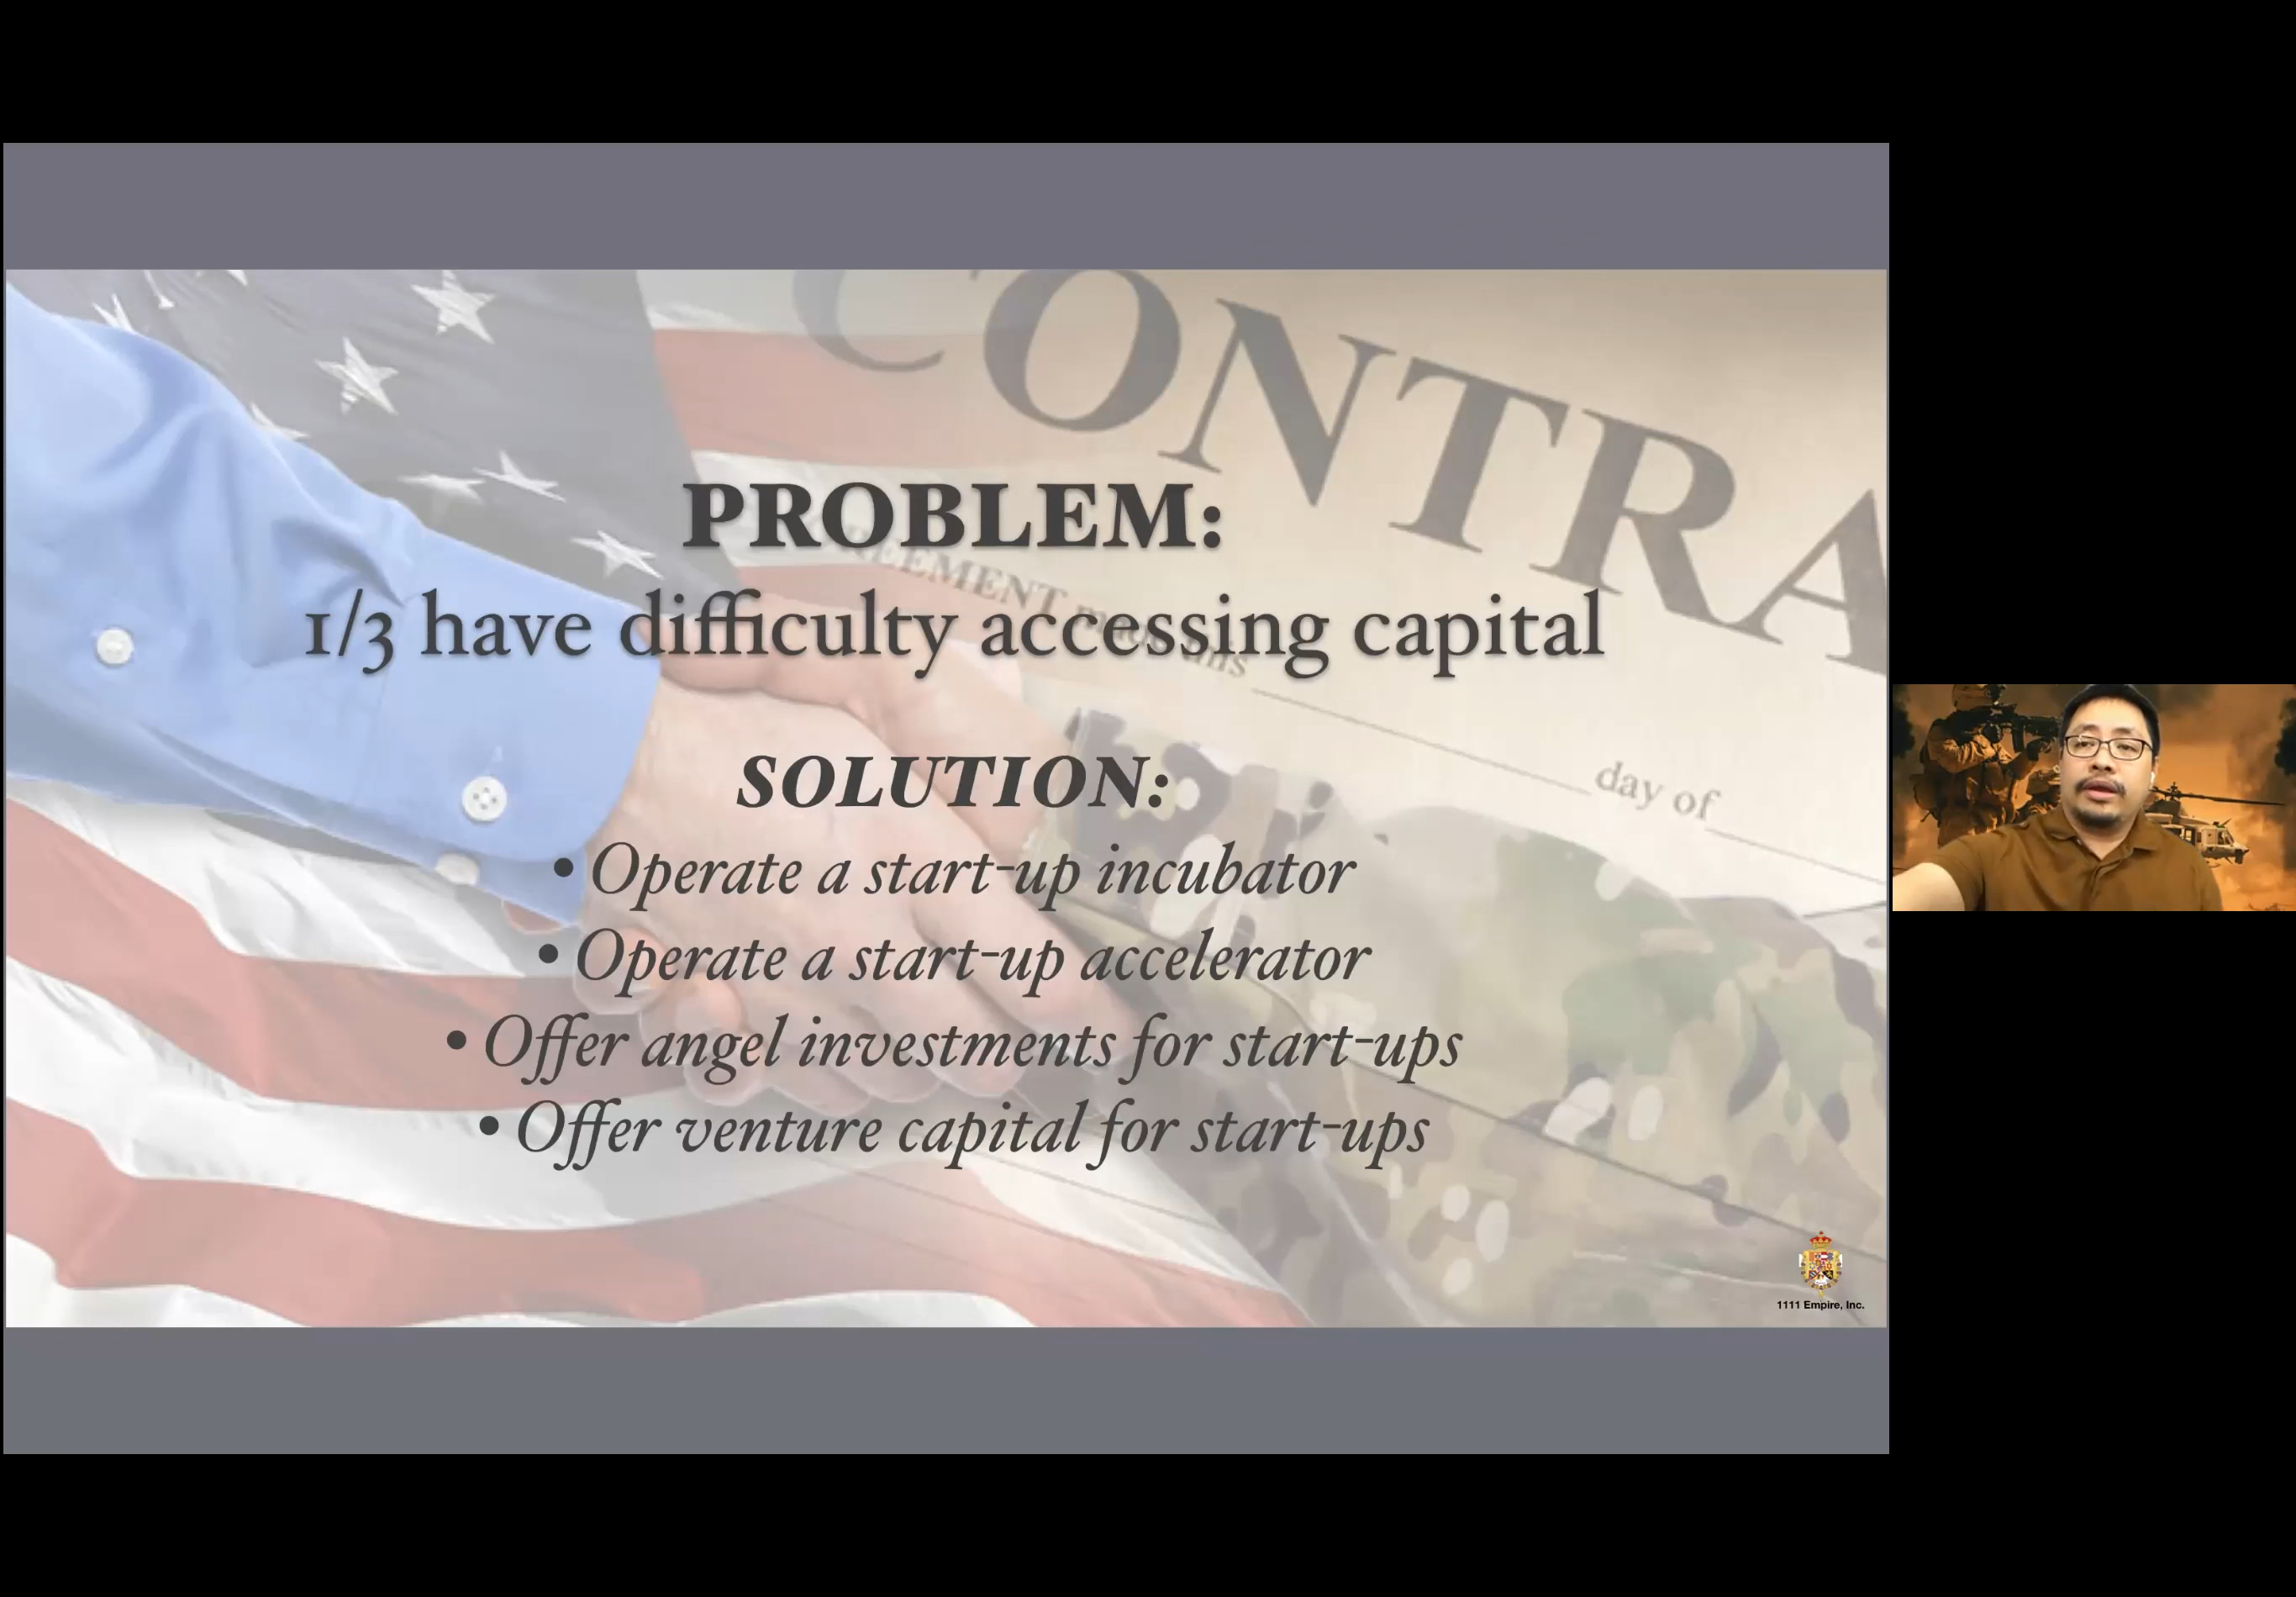 CONTRA
PROBLEM:
1/3 have difficulty accessing capital
day of
SOLUTION:
• Operate a start-up incubator
• Operate a start-up accelerator
• Offer angel investments for start-ups
• Offer venture capital for start-ups
1111 Empire, Inc.